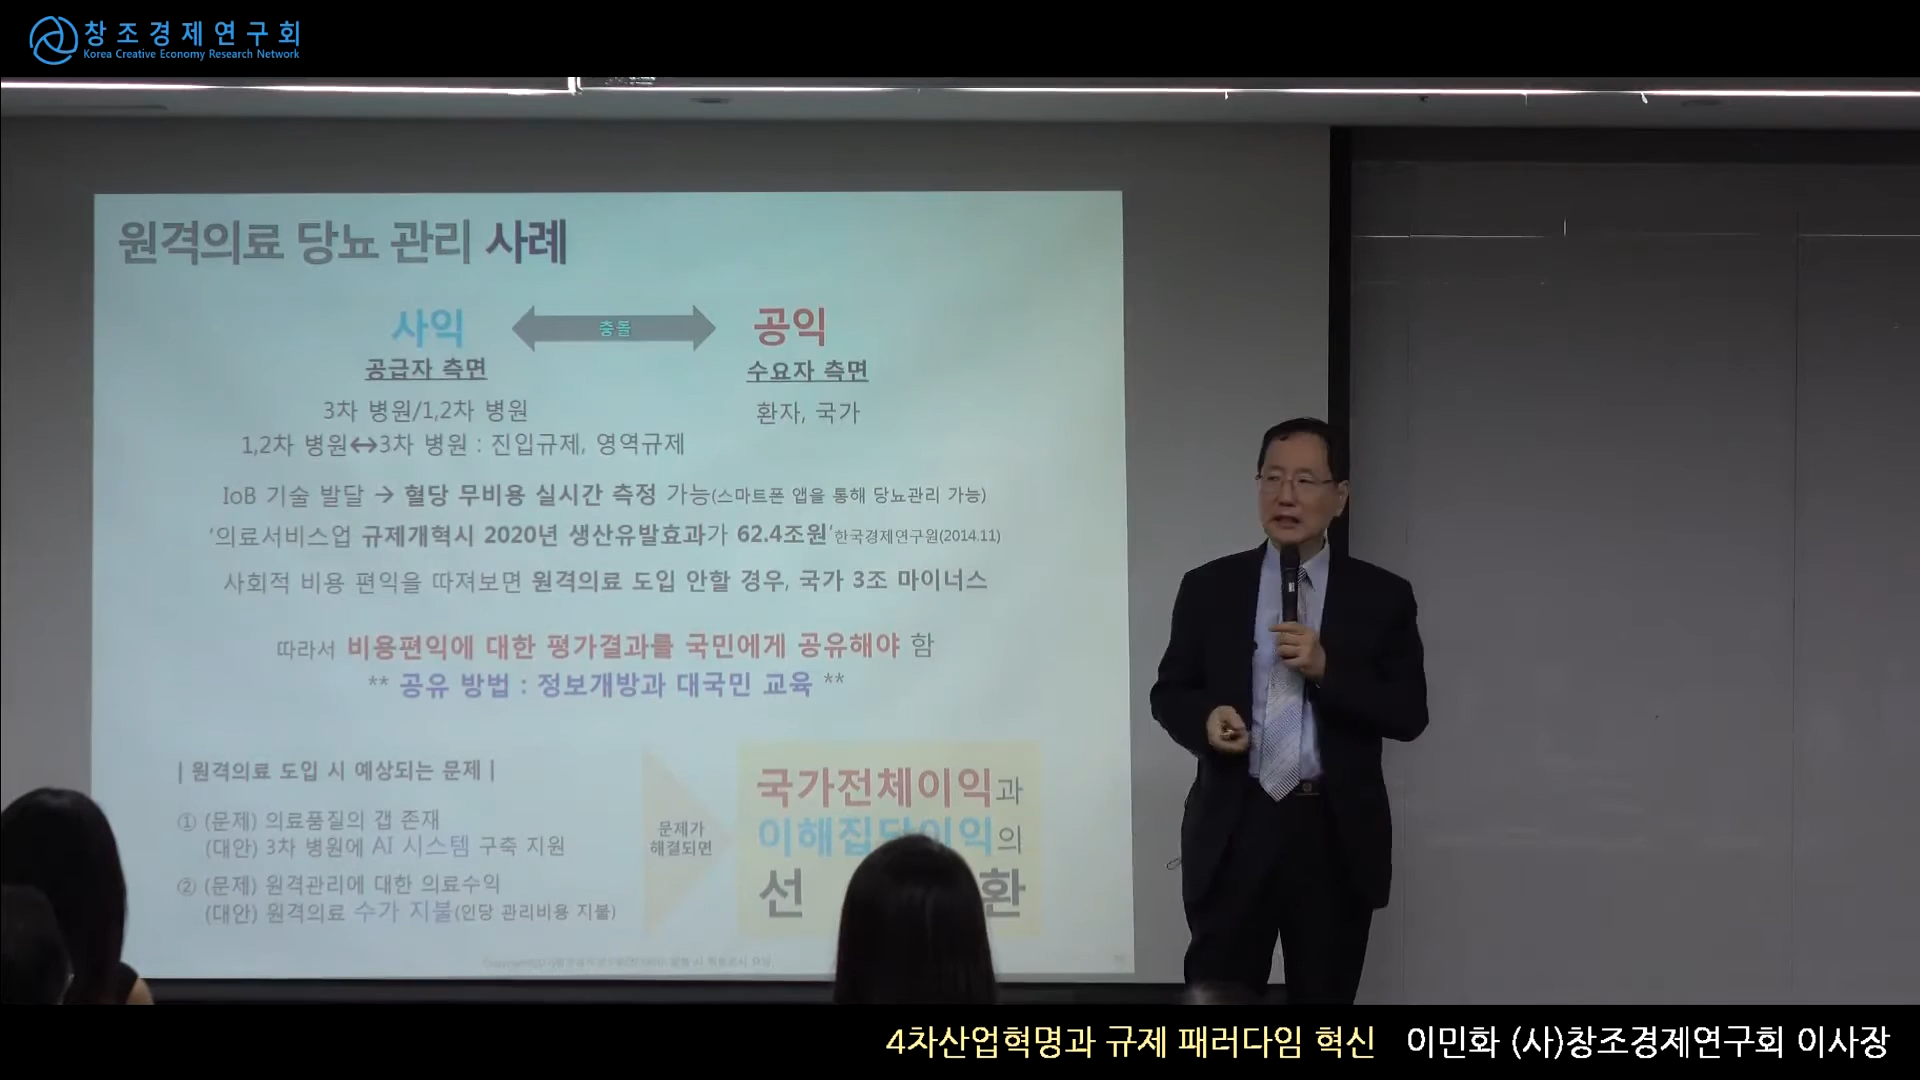 창조경제연구회
Korea Creative Economy Research Network
원격의료 당뇨 관리 사례
사익 충돌 공익
공급자 측면 수요자 측면
3차 병원/1,2차 병원 환자, 국가
1,2차 병원↔3차 병원 : 진입규제, 영역규제
IoB 기술 발달 → 혈당 무비용 실시간 측정 가능(스마트폰 앱을 통해 당뇨관리 가능)
'의료서비스업 규제개혁시 2020년 생산유발효과가 62.4조원'한국경제연구원(2014.11)
사회적 비용 편익을 따져보면 원격의료 도입 안할 경우, 국가 3조 마이너스
따라서 비용편익에 대한 평가결과를 국민에게 공유해야 함
** 공유 방법 : 정보개방과 대국민 교육 **
| 원격의료 도입 시 예상되는 문제 |
① (문제) 의료품질의 갭 존재
(대안) 3차 병원에 AI 시스템 구축 지원
② (문제) 원격관리에 대한 의료수익
(대안) 원격의료 수가 지불(인당 관리비용 지불)
문제가
해결되면
국가전체이익과
이해집단이익의
선 환
4차산업혁명과 규제 패러다임 혁신 이민화 (사)창조경제연구회 이사장